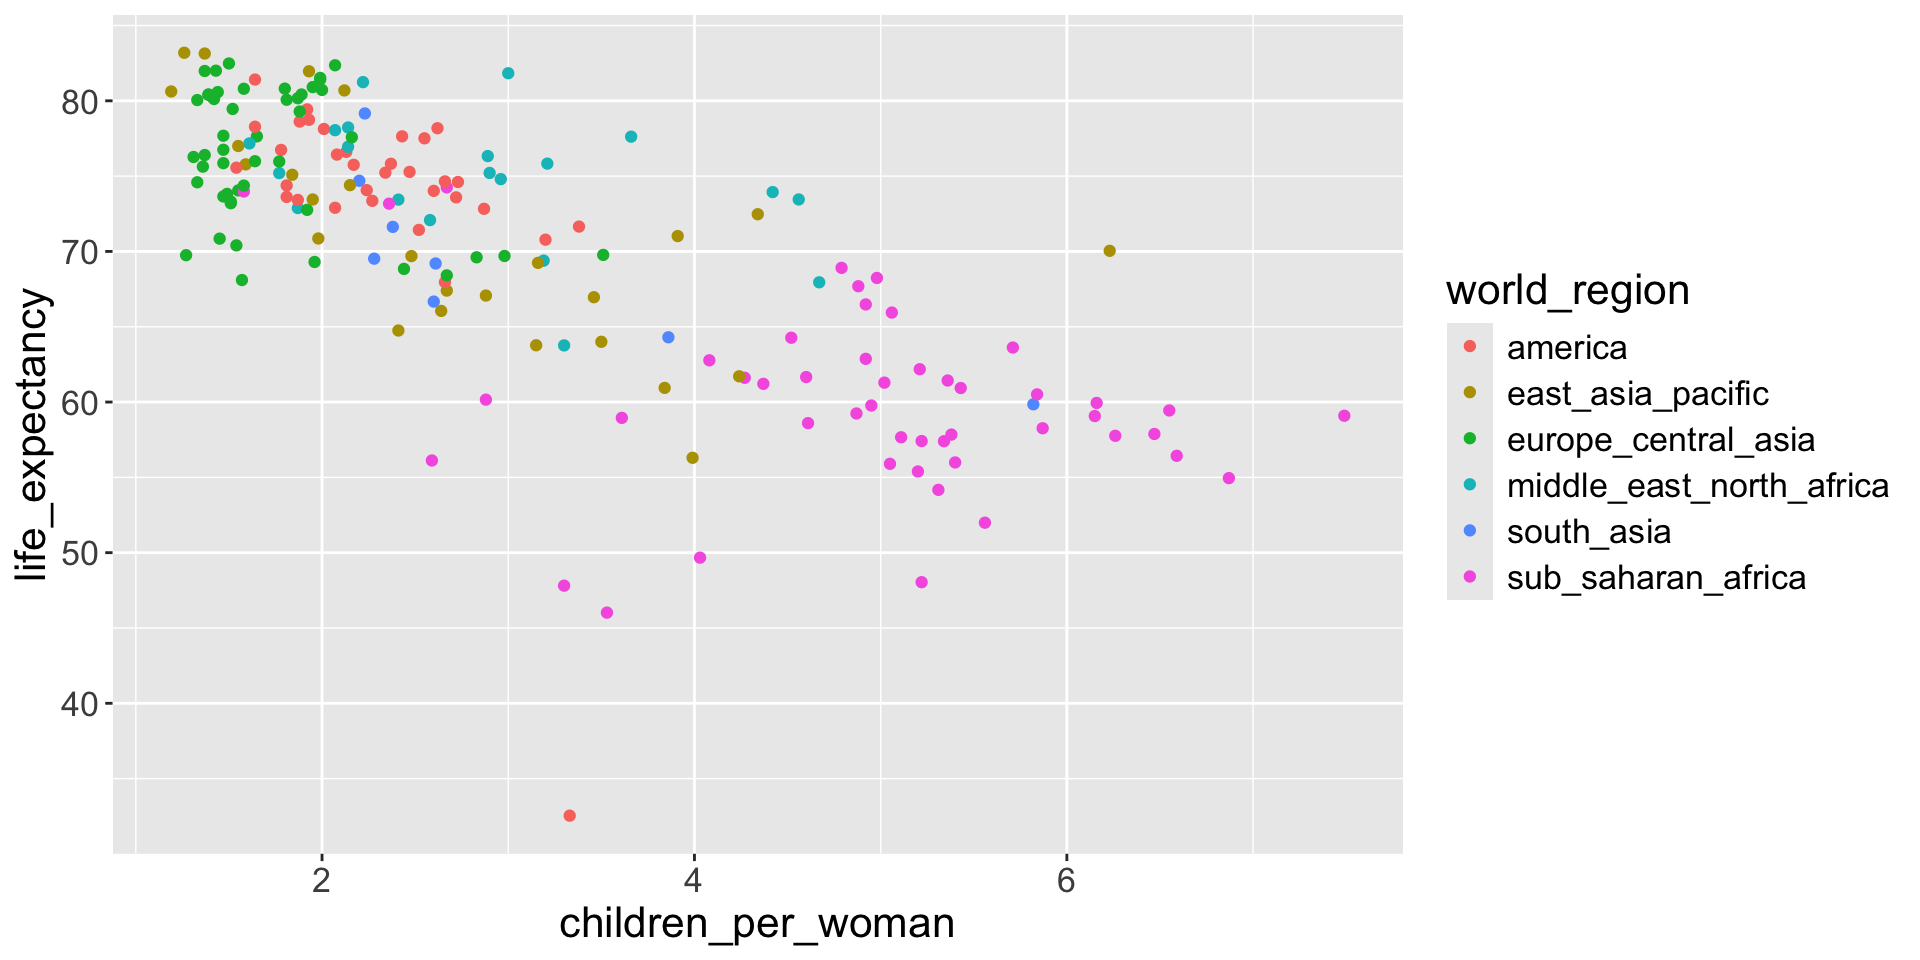 80
70
60
50
40
life_expectancy
2 4 6
children_per_woman
world_region
america
east_asia_pacific
europe_central_asia
middle_east_north_africa
south_asia
sub_saharan_africa